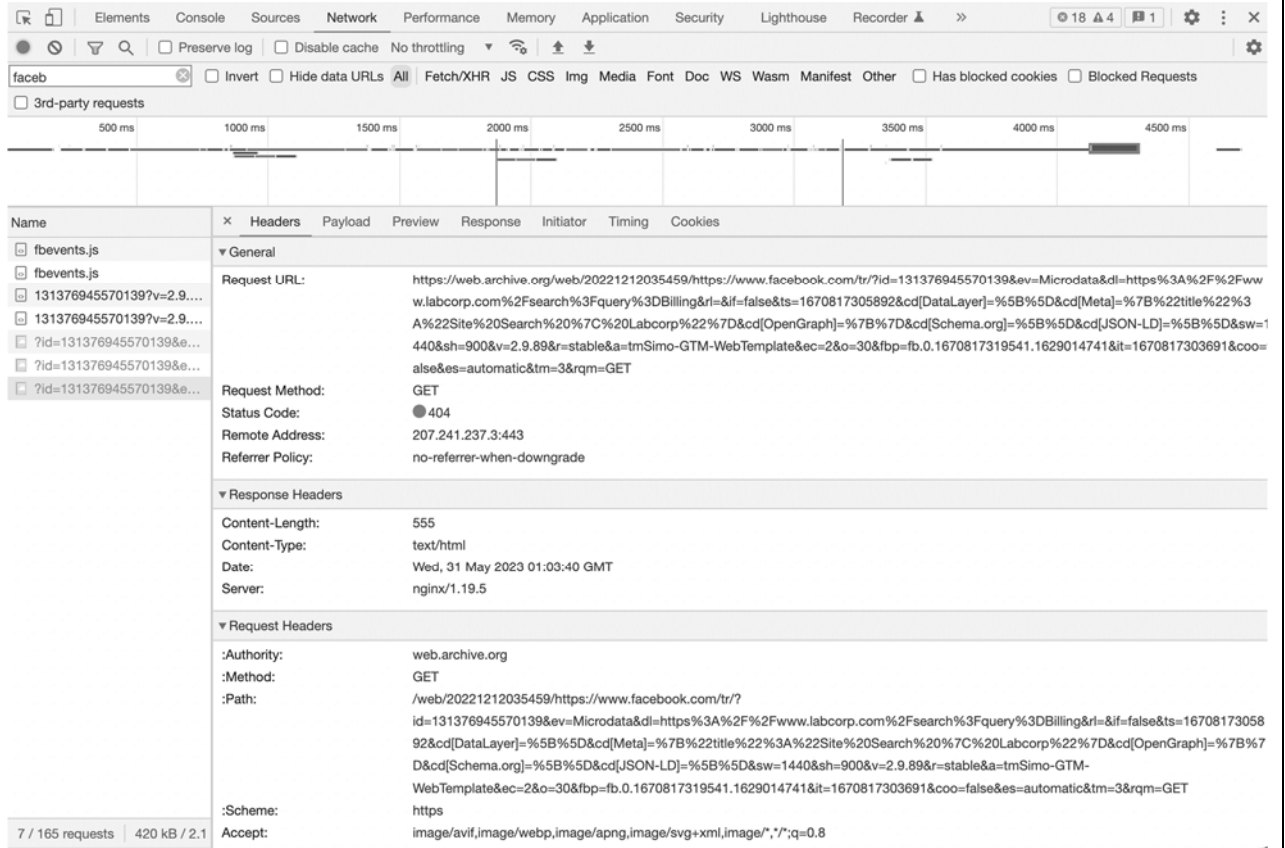 Elements Console Sources Network Performance Memory Application Security Lighthouse Recorder » 18 4 1
Preserve log Disable cache No throttling
faceb Invert Hide data URLs All Fetch/XHR JS CSS Img Media Font Doc WS Wasm Manifest Other Has blocked cookies Blocked Requests
3rd-party requests
500 ms 1000 ms 1500 ms 2000 ms 2500 ms 3000 ms 3500 ms 4000 ms 4500 ms
Name
fbevents.js
fbevents.js
131376945570139?v=2.9....
131376945570139?v=2.9....
?id=131376945570139&e...
?id=131376945570139&e...
?id=131376945570139&e...
7 / 165 requests 420 kB / 2.1
× Headers Payload Preview Response Initiator Timing Cookies
▼General
Request URL: https://web.archive.org/web/20221212035459/https://www.facebook.com/tr/?id=131376945570139&ev=Microdata&dl=https%3A%2F%2Fww
w.labcorp.com%2Fsearch%3Fquery%3DBilling&rl=&if=false&ts=1670817305892&cd[DataLayer]=%5B%5D&cd[Meta]=%7B%22title%22%3
A%22Site%20Search%20%7C%20Labcorp%22%7D&cd[OpenGraph]=%7B%7D&cd[Schema.org]=%5B%5D&cd[JSON-LD]=%5B%5D&sw=1
440&sh=900&v=2.9.89&r=stable&a=tmSimo-GTM-WebTemplate&ec=2&o=30&fbp=fb.0.1670817319541.1629014741&it=1670817303691&coo=
alse&es=automatic&tm=3&rqm=GET
Request Method: GET
Status Code: 404
Remote Address: 207.241.237.3:443
Referrer Policy: no-referrer-when-downgrade
▼Response Headers
Content-Length: 555
Content-Type: text/html
Date: Wed, 31 May 2023 01:03:40 GMT
Server: nginx/1.19.5
▼Request Headers
:Authority: web.archive.org
:Method: GET
:Path: /web/20221212035459/https://www.facebook.com/tr/?
id=131376945570139&ev=Microdata&dl=https%3A%2F%2Fwww.labcorp.com%2Fsearch%3Fquery%3DBilling&rl=&if=false&ts=16708173058
92&cd[DataLayer]=%5B%5D&cd[Meta]=%7B%22title%22%3A%22Site%20Search%20%7C%20Labcorp%22%7D&cd[OpenGraph]=%7B%7
D&cd[Schema.org]=%5B%5D&cd[JSON-LD]=%5B%5D&sw=1440&sh=900&v=2.9.89&r=stable&a=tmSimo-GTM-
WebTemplate&ec=2&o=30&fbp=fb.0.1670817319541.1629014741&it=1670817303691&coo=false&es=automatic&tm=3&rqm=GET
:Scheme: https
Accept: image/avif,image/webp,image/apng,image/svg+xml,image/*,*/*;q=0.8